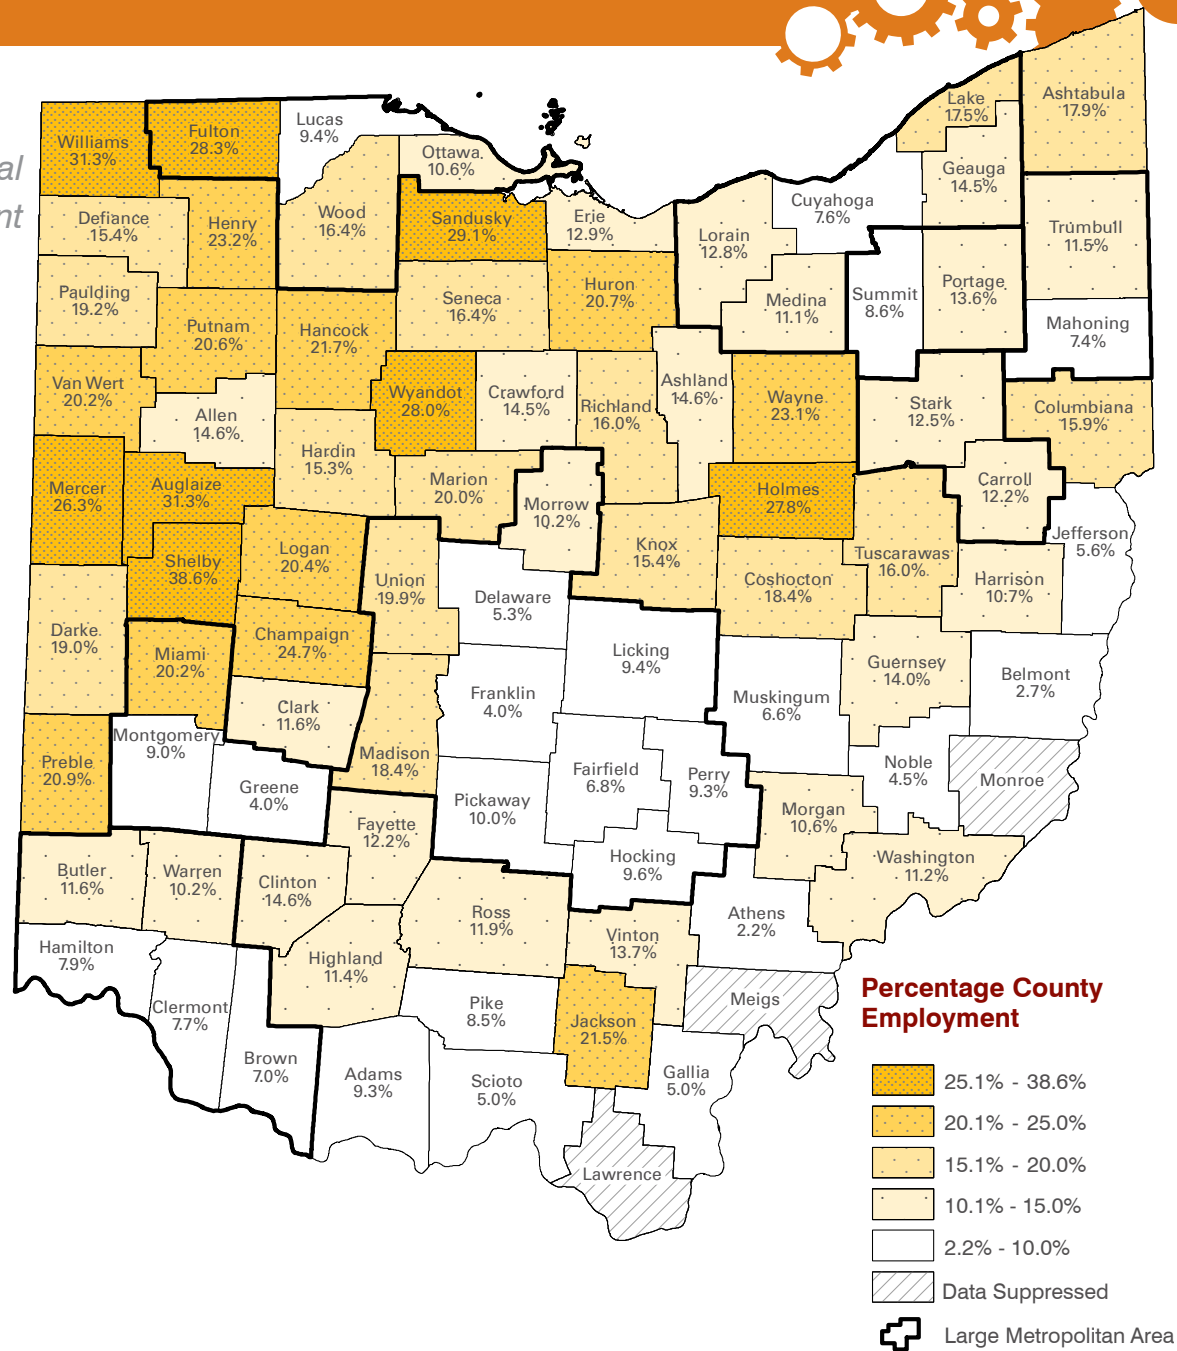 al
nt
Williams
31.3%
Fulton
28.3%
Lucas
9.4%
Ottawa
10.6%
Lake
17.5%
Ashtabula
17.9%
Geauga
14.5%
Cuyahoga
7.6%
Defiance
15.4%
Henry
23.2%
Wood
16.4%
Sandusky
29.1%
Erie
12.9%
Lorain
12.8%
Trumbull
11.5%
Paulding
19.2%
Putnam
20.6%
Hancock
21.7%
Seneca
16.4%
Huron
20.7%
Medina
11.1%
Summit
8.6%
Portage
13.6%
Mahoning
7.4%
Van Wert
20.2%
Allen
14.6%
Wyandot
28.0%
Crawford
14.5%
Richland
16.0%
Ashland
14.6%
Wayne
23.1%
Stark
12.5%
Columbiana
15.9%
Hardin
15.3%
Mercer
26.3%
Auglaize
31.3%
Marion
20.0%
Morrow
10.2%
Holmes
27.8%
Carroll
12.2%
Jefferson
5.6%
Shelby
38.6%
Logan
20.4%
Union
19.9%
Knox
15.4%
Coshocton
18.4%
Tuscarawas
16.0%
Harrison
10.7%
Delaware
5.3%
Darke
19.0%
Miami
20.2%
Champaign
24.7%
Licking
9.4%
Guernsey
14.0%
Belmont
2.7%
Franklin
4.0%
Muskingum
6.6%
Clark
11.6%
Montgomery
9.0%
Madison
18.4%
Preble
20.9%
Greene
4.0%
Pickaway
10.0%
Fairfield
6.8%
Perry
9.3%
Noble
4.5%
Monroe
Morgan
10.6%
Fayette
12.2%
Hocking
9.6%
Washington
11.2%
Butler
11.6%
Warren
10.2%
Clinton
14.6%
Ross
11.9%
Athens
2.2%
Vinton
13.7%
Hamilton
7.9%
Highland
11.4%
Clermont
7.7%
Pike
8.5%
Jackson
21.5%
Meigs
Brown
7.0%
Adams
9.3%
Scioto
5.0%
Gallia
5.0%
Lawrence
Percentage County
Employment
25.1% - 38.6%
20.1% - 25.0%
15.1% - 20.0%
10.1% - 15.0%
2.2% - 10.0%
Data Suppressed
Large Metropolitan Area